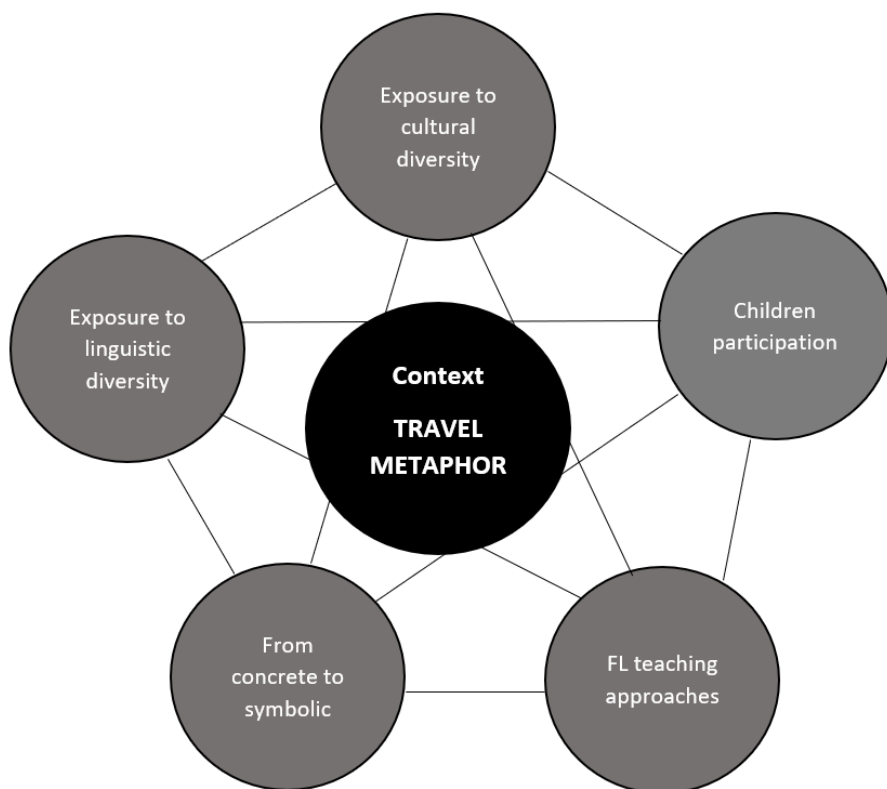 Exposure to
cultural
diversity
Children
participation
Exposure to
linguistic
diversity
Context
TRAVEL
METAPHOR
From
concrete to
symbolic
FL teaching
approaches